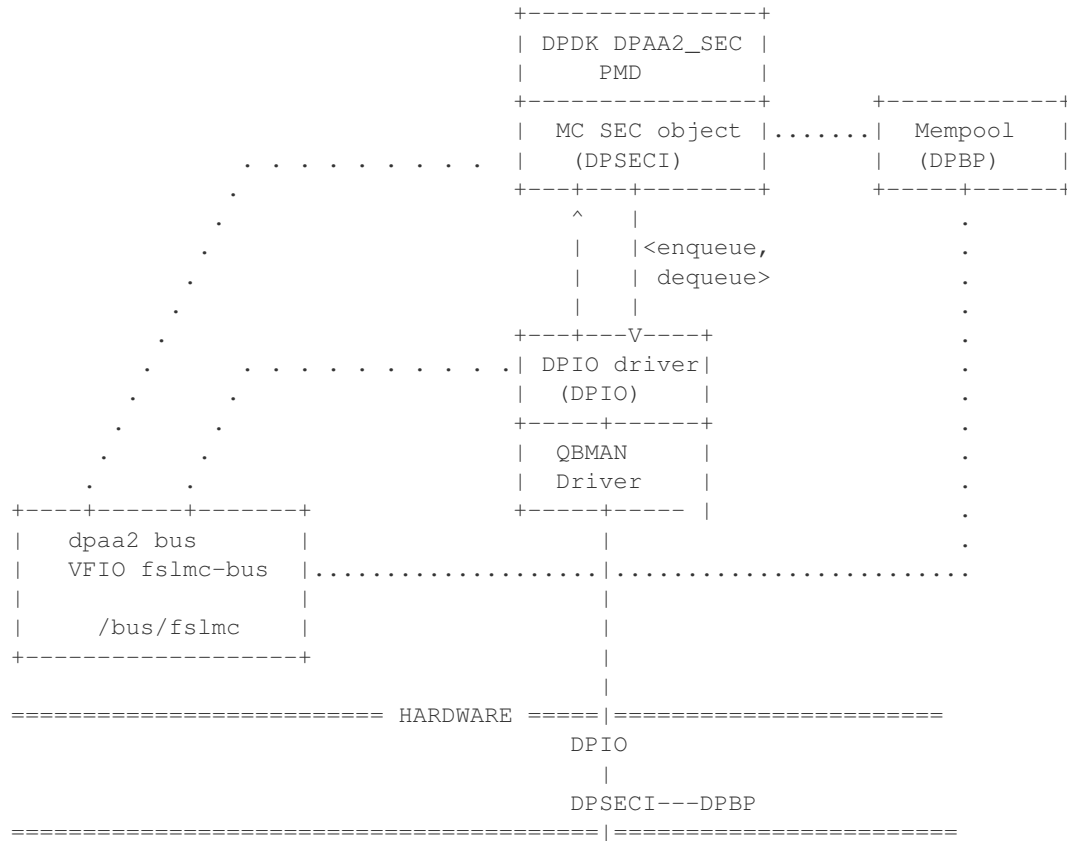 DPDK DPAA2_SEC
PMD
MC SEC object ....... Mempool
(DPSECI) (DPBP)
<enqueue,
dequeue>
DPIO driver
(DPIO)
QBMAN
Driver
dpaa2 bus
VFIO fslmc-bus
/bus/fslmc
HARDWARE
DPIO
DPSECI---DPBP